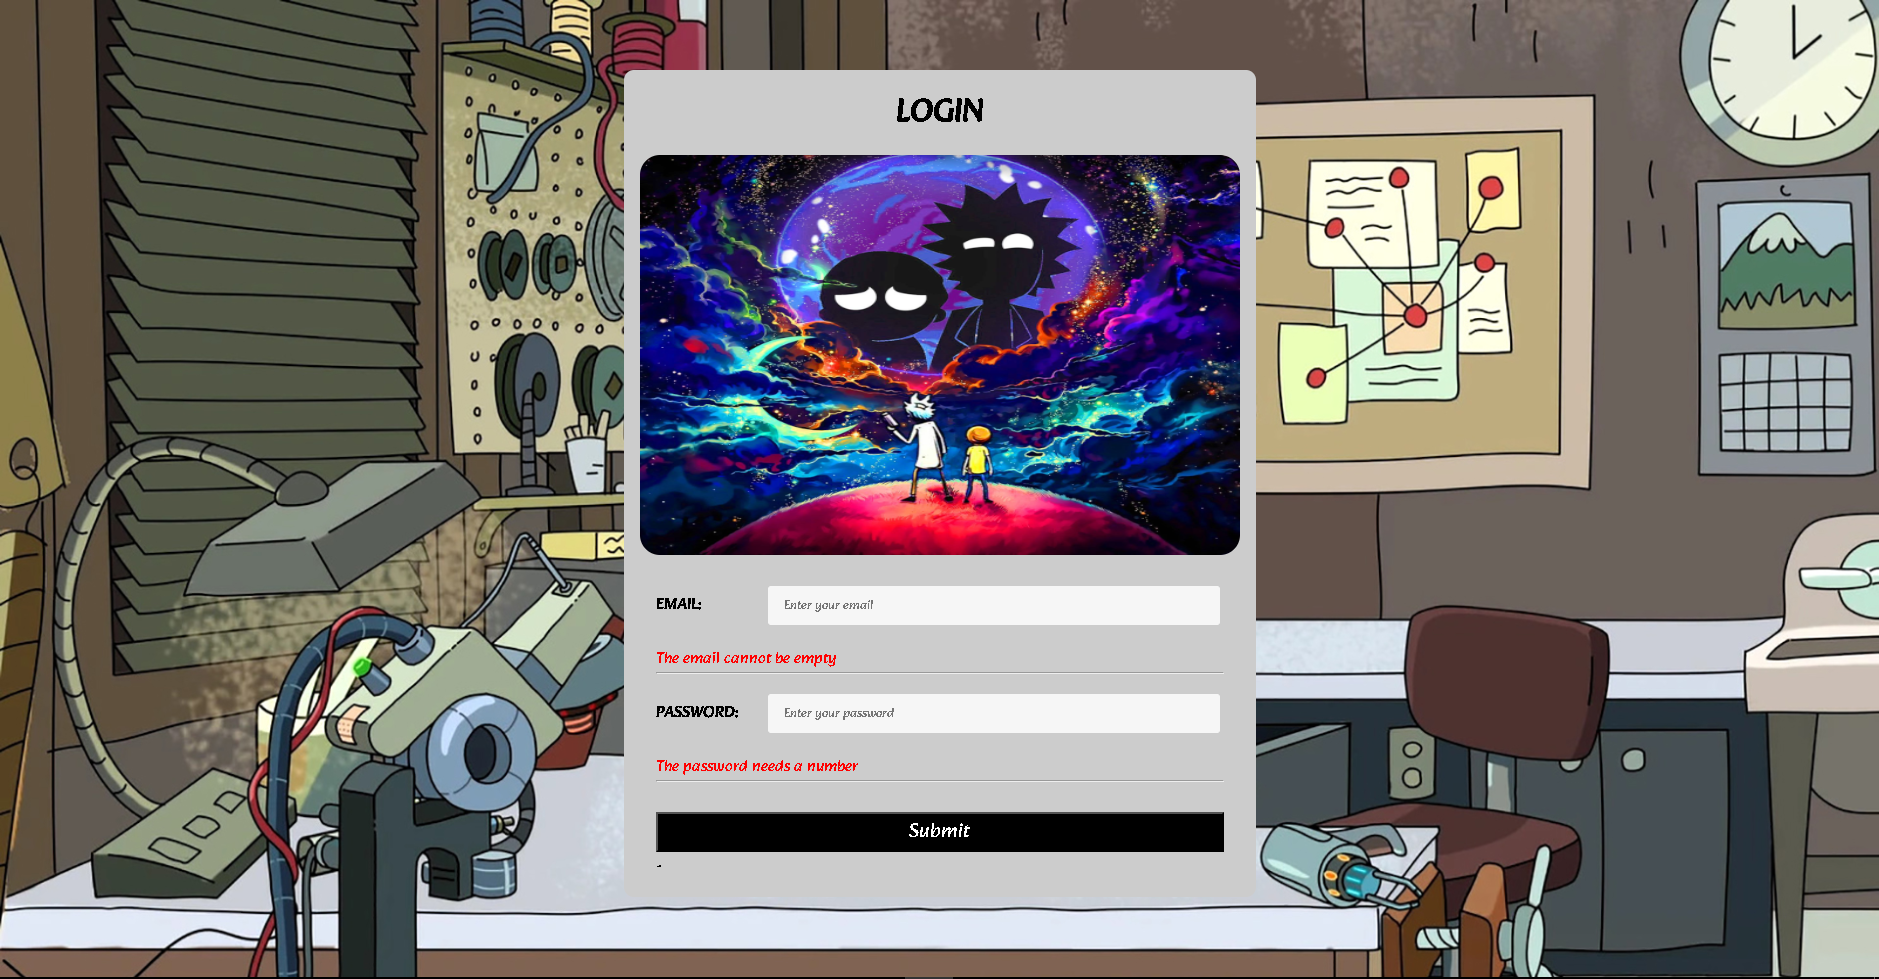 LOGIN
EMAIL: Enter your email
The email cannot be empty
PASSWORD: Enter your password
The password needs a number
Submit
-